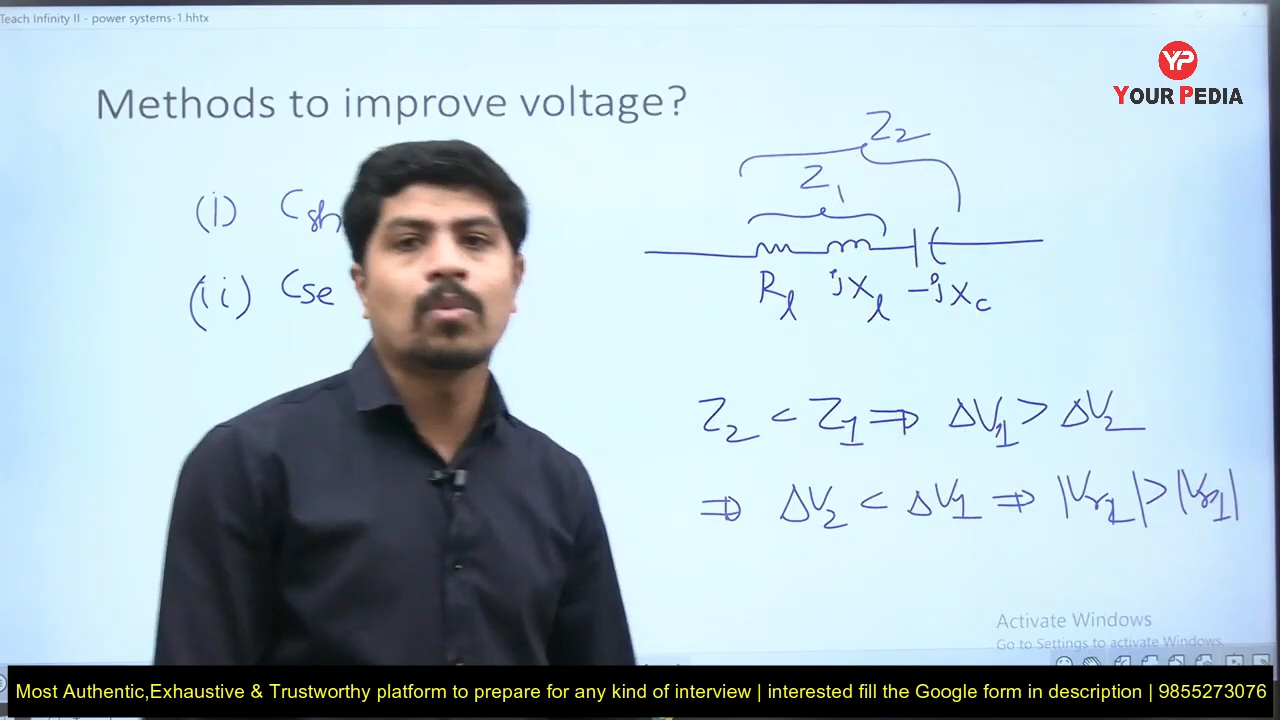 Teach Infinity II - power systems-1.hhtx
YP
YOUR PEDIA
Methods to improve voltage?
(i) Csh
(ii) Cse
Z2
Z1
Rl jXl -jXc
Z2 < Z1 ⇒ ΔV1 > ΔV2
⇒ ΔV2 < ΔV1 ⇒ |Vr2| > |Vr1|
Activate Windows
Go to Settings to activate Windows.
Most Authentic,Exhaustive & Trustworthy platform to prepare for any kind of interview | interested fill the Google form in description | 9855273076